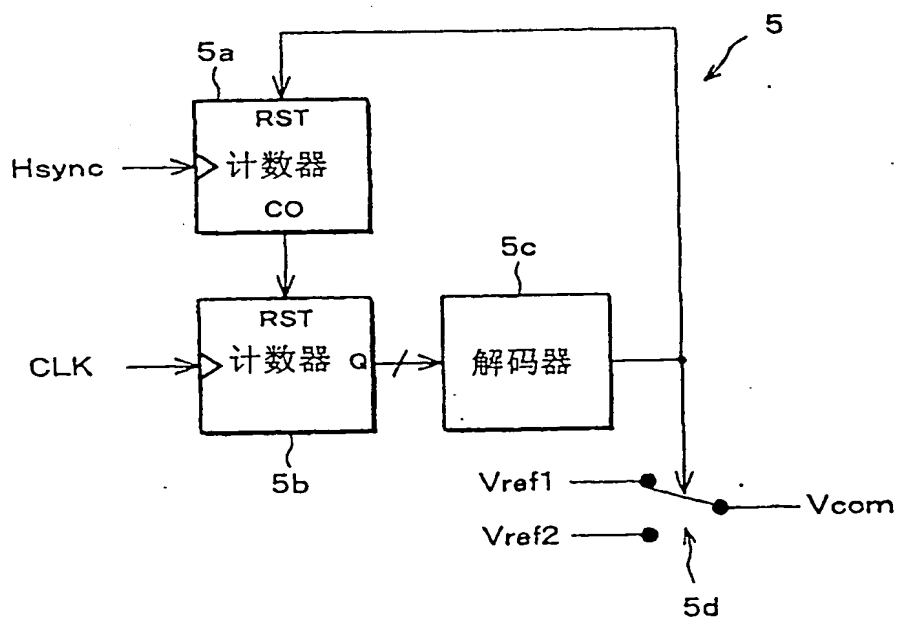 5
5a
RST
Hsync
计数器
CO
5c
RST
CLK
计数器 Q
解码器
5b
Vref1
Vcom
Vref2
5d